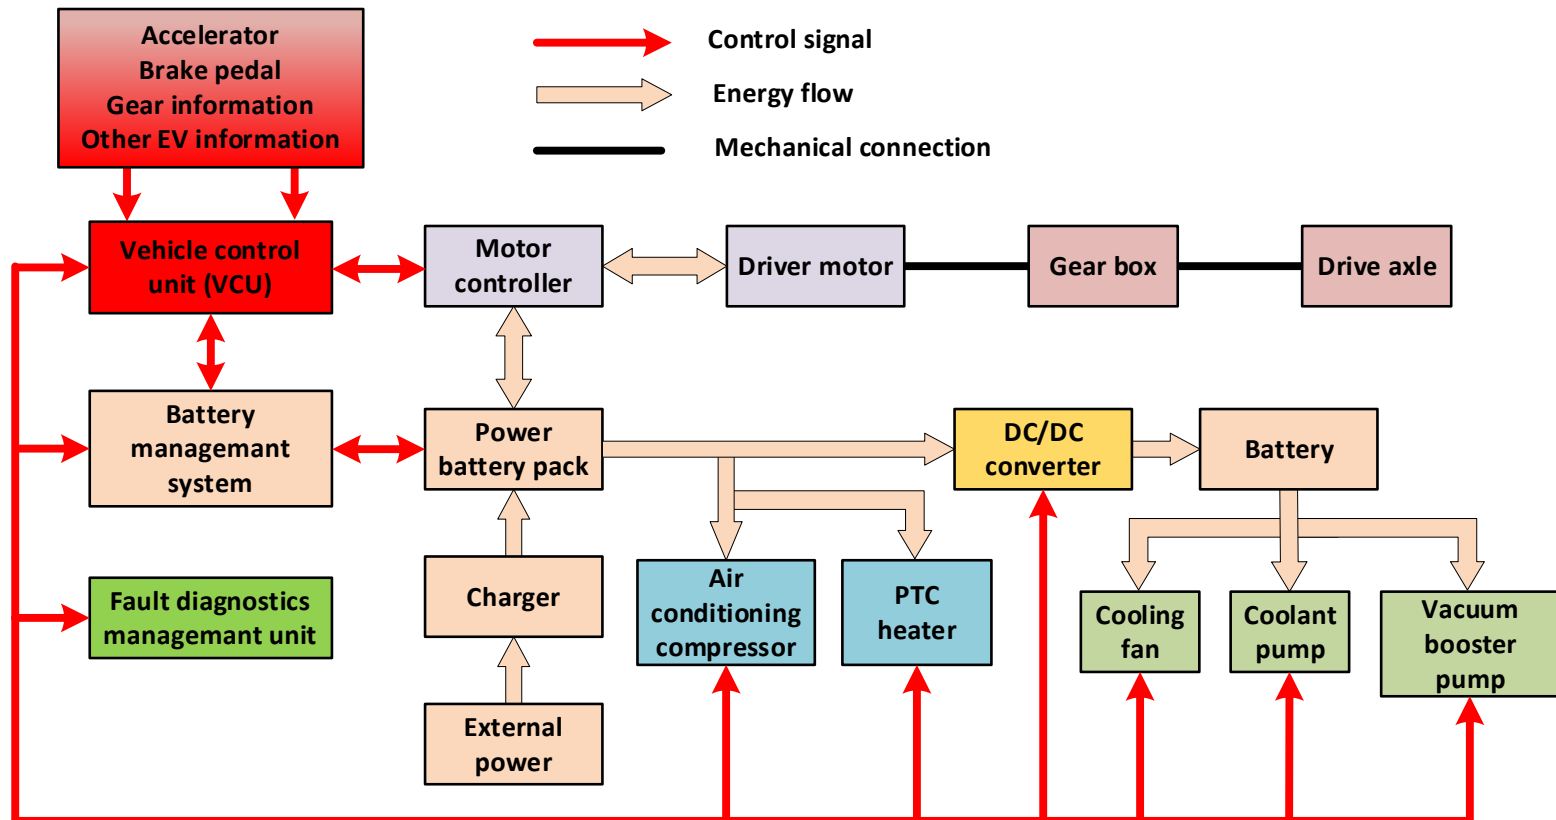 Accelerator
Brake pedal
Gear information
Other EV information
Control signal
Energy flow
Mechanical connection
Vehicle control
unit (VCU)
Motor
controller
Driver motor
Gear box
Drive axle
Battery
managemant
system
Power
battery pack
DC/DC
converter
Battery
Fault diagnostics
managemant unit
Charger
Air
conditioning
compressor
PTC
heater
Cooling
fan
Coolant
pump
Vacuum
booster
pump
External
power